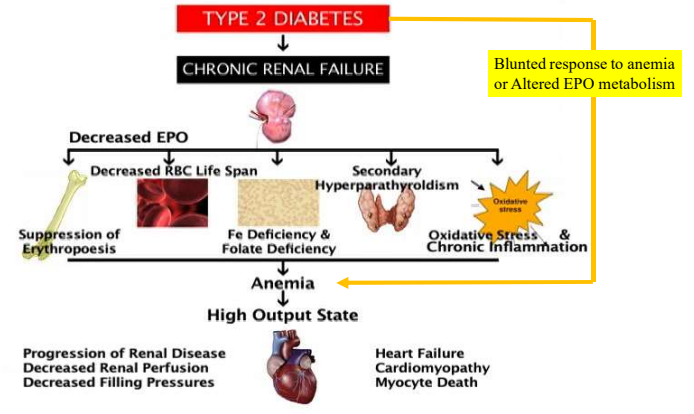 TYPE 2 DIABETES
CHRONIC RENAL FAILURE
Blunted response to anemia
or Altered EPO metabolism
Decreased EPO
Decreased RBC Life Span
Secondary
Hyperparathyroldism
Oxidative
stress
Suppression of
Erythropoesis
Fe Deficiency &
Folate Deficiency
Oxidative Stress &
Chronic Inflammation
Anemia
High Output State
Progression of Renal Disease
Decreased Renal Perfusion
Decreased Filling Pressures
Heart Failure
Cardiomyopathy
Myocyte Death